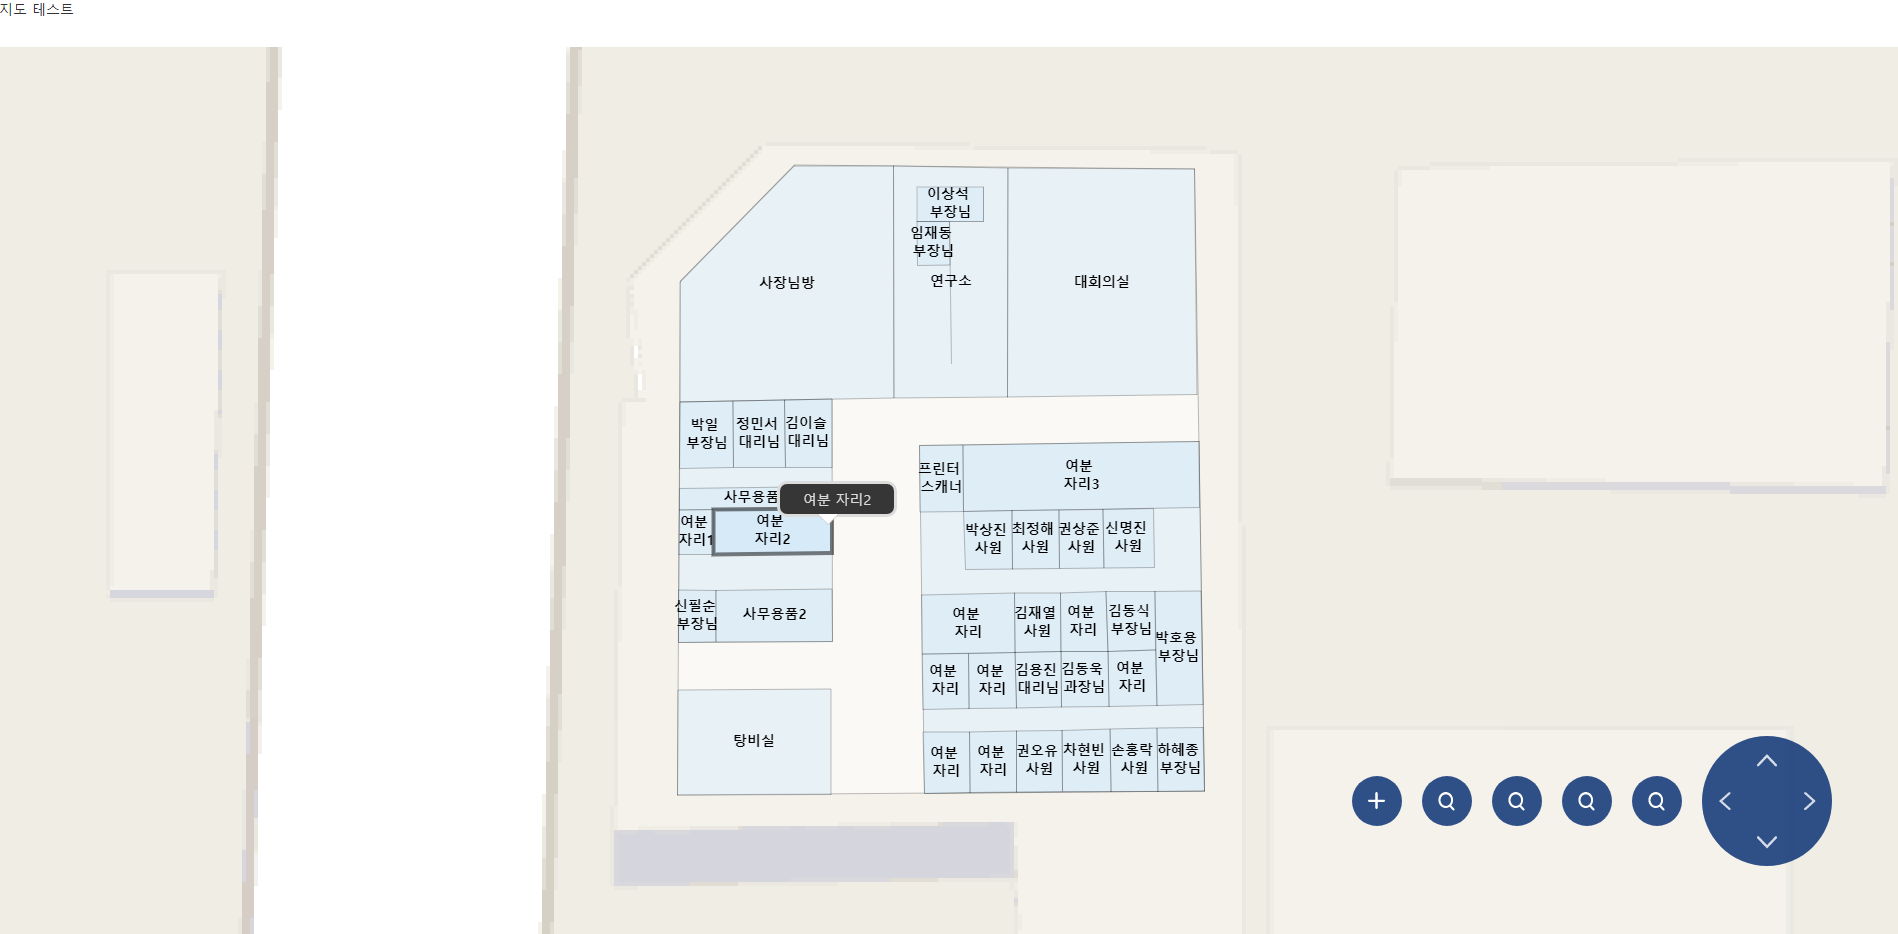 지도 테스트
이상석
부장님
임재동
부장님
사장님방
연구소
대회의실
박일
부장님
정민서
대리님
김이슬
대리님
프린터
스캐너
여분
자리3
사무용품
여분 자리2
여분
자리1
여분
자리2
박상진
사원
최정해
사원
권상준
사원
신명진
사원
신필순
부장님
사무용품2
여분
자리
김재열
사원
여분
자리
김동식
부장님
박호용
부장님
여분
자리
여분
자리
김용진
대리님
김동욱
과장님
여분
자리
탕비실
여분
자리
여분
자리
권오유
사원
차현빈
사원
손홍락
사원
하혜종
부장님